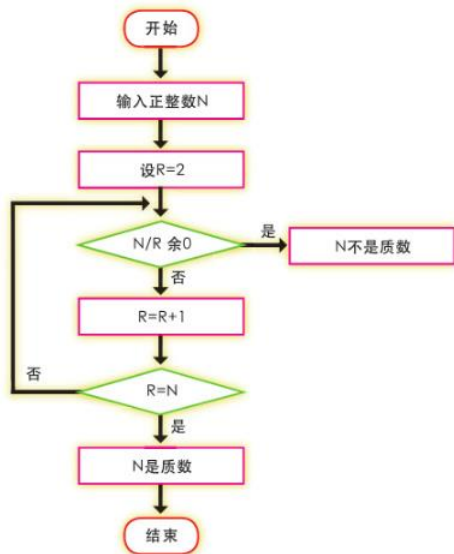 开始
输入正整数N
设R=2
N/R 余0
是
N不是质数
否
R=R+1
否
R=N
是
N是质数
结束